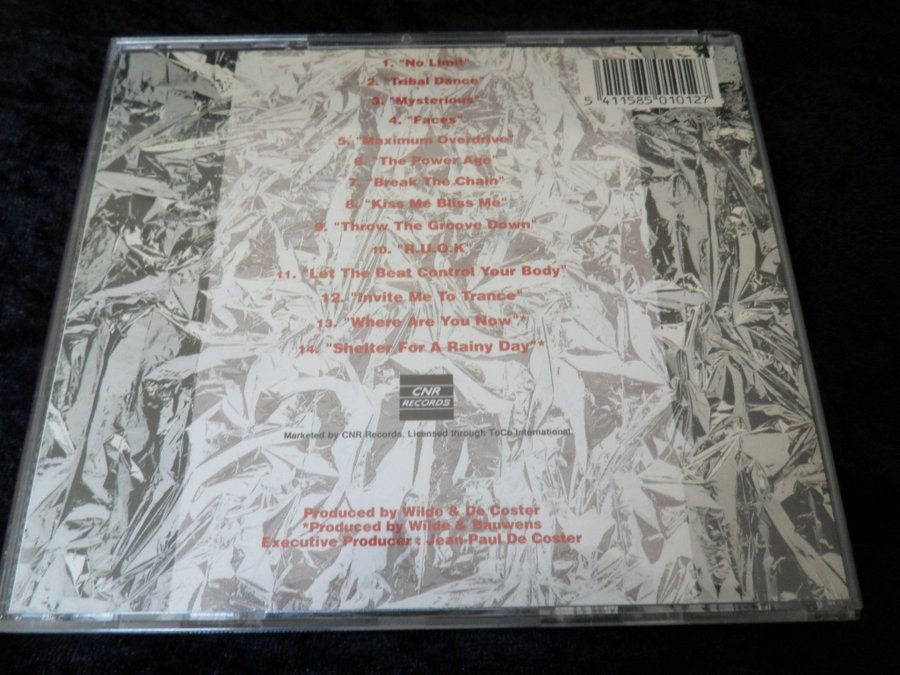 1. "No Limit"
2. "Tribal Dance"
3. "Mysterious"
4. "Faces"
5. "Maximum Overdrive"
6. "The Power Age"
7. "Break The Chain"
8. "Kiss Me Bliss Me"
9. "Throw The Groove Down"
10. "R.U.O.K"
11. "Let The Beat Control Your Body"
12. "Invite Me To Trance"
13. "Where Are You Now"*
14. "Shelter For A Rainy Day"*
5 411585 010127
CNR
RECORDS
Marketed by CNR Records. Licensed through ToCo International.
Produced by Wilde & De Coster
*Produced by Wilde & Bauwens
Executive Producer : Jean-Paul De Coster